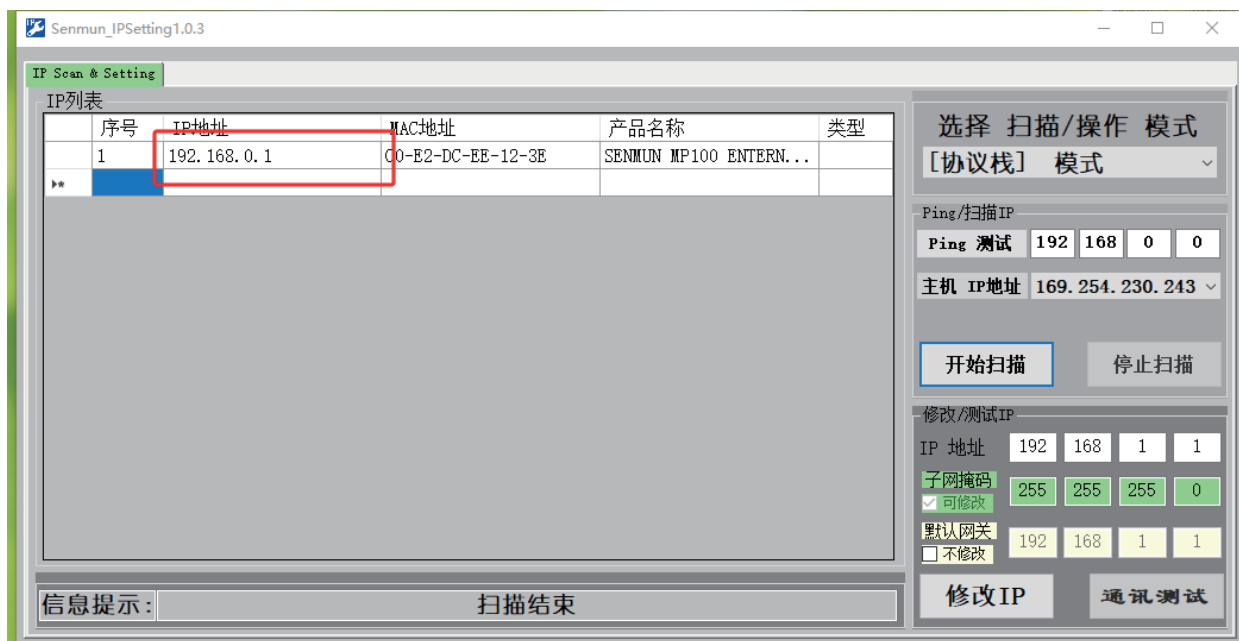 Senmun_IPSetting1.0.3
IP Scan & Setting
IP列表
序号 IP地址 MAC地址 产品名称 类型
1 192.168.0.1 00-E2-DC-EE-12-3E SENMUN MP100 ENTERN...
选择 扫描/操作 模式
[协议栈] 模式
Ping/扫描IP
Ping 测试 192 168 0 0
主机 IP地址 169.254.230.243
开始扫描 停止扫描
修改/测试IP
IP 地址 192 168 1 1
子网掩码 255 255 255 0
可修改
默认网关 192 168 1 1
不修改
修改IP 通讯测试
信息提示: 扫描结束